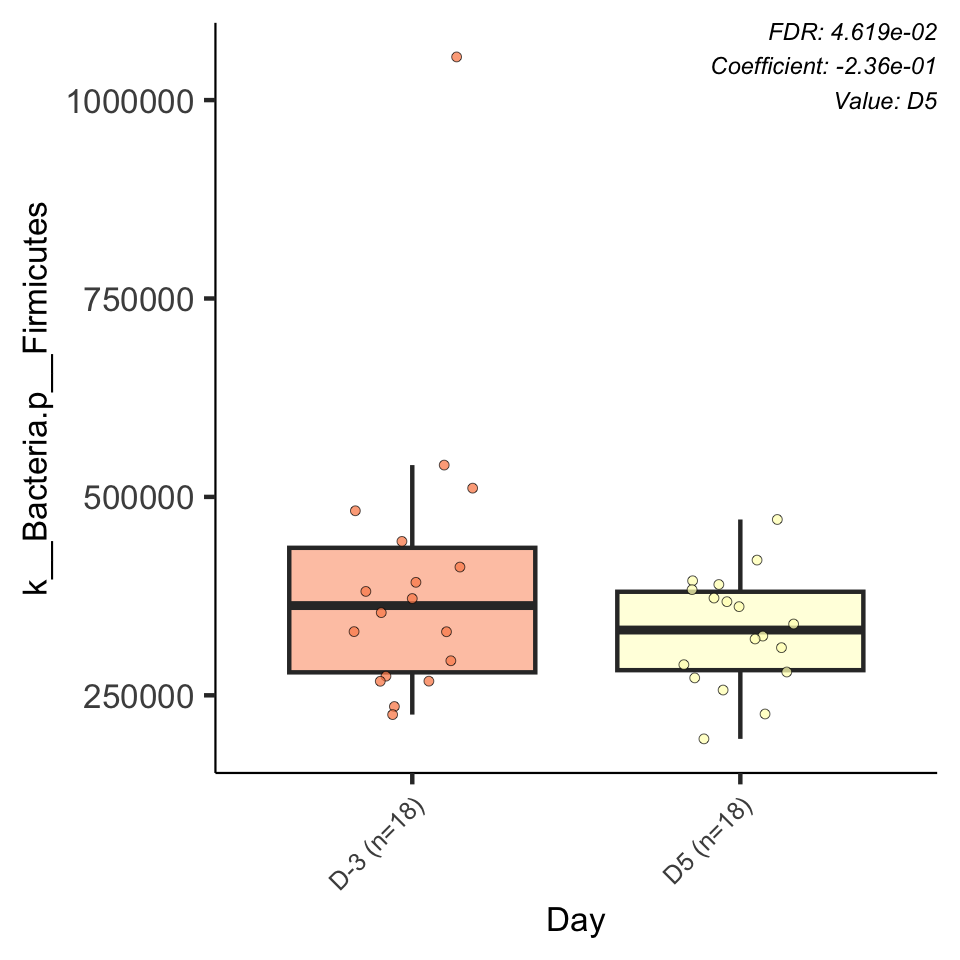 FDR: 4.619e-02
Coefficient: -2.36e-01
Value: D5
1000000
750000
500000
250000
k__Bacteria.p__Firmicutes
D-3 (n=18)
D5 (n=18)
Day